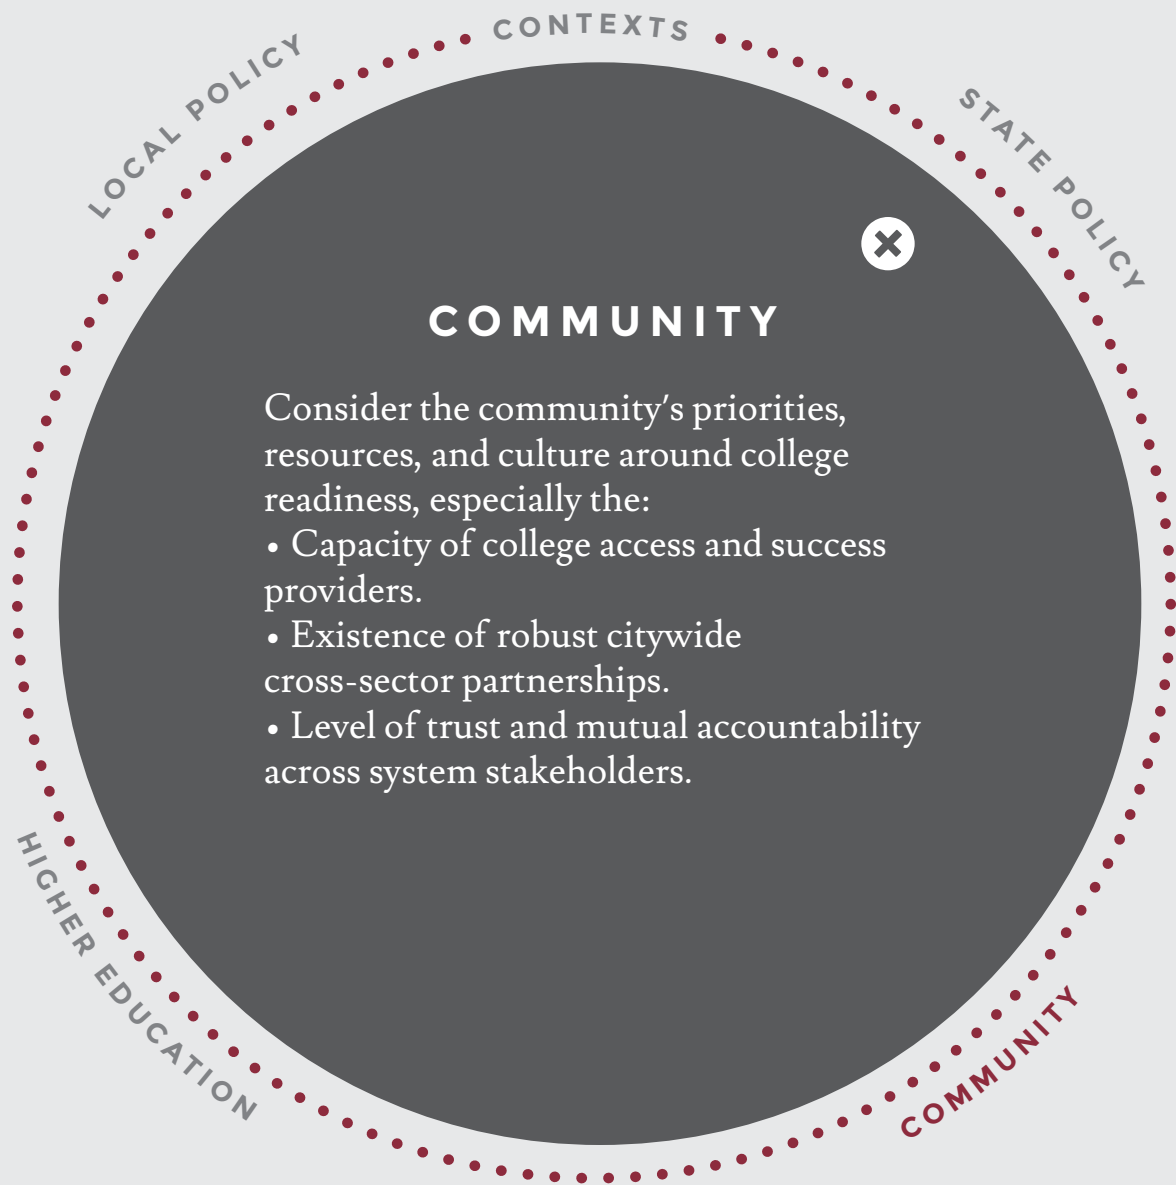 CONTEXTS
LOCAL POLICY
STATE POLICY
COMMUNITY
Consider the community's priorities,
resources, and culture around college
readiness, especially the:
• Capacity of college access and success
providers.
• Existence of robust citywide
cross-sector partnerships.
• Level of trust and mutual accountability
across system stakeholders.
HIGHER EDUCATION
COMMUNITY